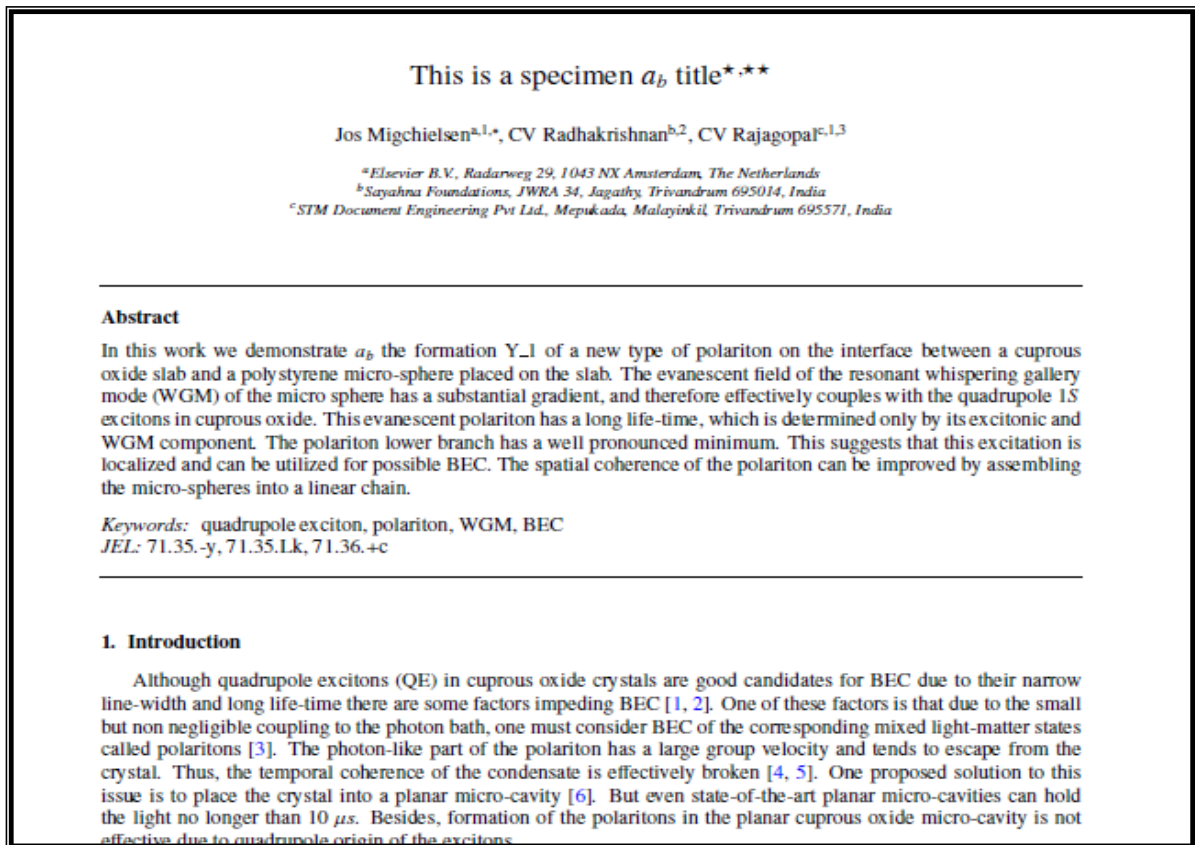 This is a specimen a_b title★,★★
Jos Migchielsen^a,1,*, CV Radhakrishnan^b,2, CV Rajagopal^c,1,3
^a Elsevier B.V., Radarweg 29, 1043 NX Amsterdam, The Netherlands
^b Sayahna Foundations, JWRA 34, Jagathy, Trivandrum 695014, India
^c STM Document Engineering Pvt Ltd., Mepukada, Malayinkil, Trivandrum 695571, India
Abstract
In this work we demonstrate a_b the formation Y_1 of a new type of polariton on the interface between a cuprous
oxide slab and a polystyrene micro-sphere placed on the slab. The evanescent field of the resonant whispering gallery
mode (WGM) of the micro sphere has a substantial gradient, and therefore effectively couples with the quadrupole 1S
excitons in cuprous oxide. This evanescent polariton has a long life-time, which is determined only by its excitonic and
WGM component. The polariton lower branch has a well pronounced minimum. This suggests that this excitation is
localized and can be utilized for possible BEC. The spatial coherence of the polariton can be improved by assembling
the micro-spheres into a linear chain.
Keywords: quadrupole exciton, polariton, WGM, BEC
JEL: 71.35.-y, 71.35.Lk, 71.36.+c
1. Introduction
Although quadrupole excitons (QE) in cuprous oxide crystals are good candidates for BEC due to their narrow
line-width and long life-time there are some factors impeding BEC [1, 2]. One of these factors is that due to the small
but non negligible coupling to the photon bath, one must consider BEC of the corresponding mixed light-matter states
called polaritons [3]. The photon-like part of the polariton has a large group velocity and tends to escape from the
crystal. Thus, the temporal coherence of the condensate is effectively broken [4, 5]. One proposed solution to this
issue is to place the crystal into a planar micro-cavity [6]. But even state-of-the-art planar micro-cavities can hold
the light no longer than 10 μs. Besides, formation of the polaritons in the planar cuprous oxide micro-cavity is not
effective due to quadrupole origin of the excitons.